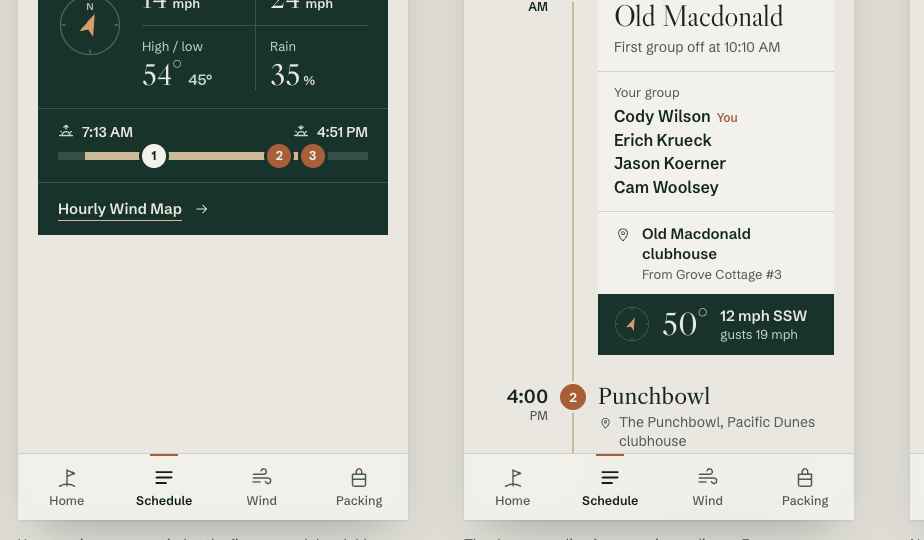 N
mph
mph
High / low
54° 45°
Rain
35 %
7:13 AM
4:51 PM
1
2
3
Hourly Wind Map →
Home
Schedule
Wind
Packing
AM
Old Macdonald
First group off at 10:10 AM
Your group
Cody Wilson You
Erich Krueck
Jason Koerner
Cam Woolsey
Old Macdonald
clubhouse
From Grove Cottage #3
50°
12 mph SSW
gusts 19 mph
4:00
PM
2
Punchbowl
The Punchbowl, Pacific Dunes
clubhouse
Home
Schedule
Wind
Packing